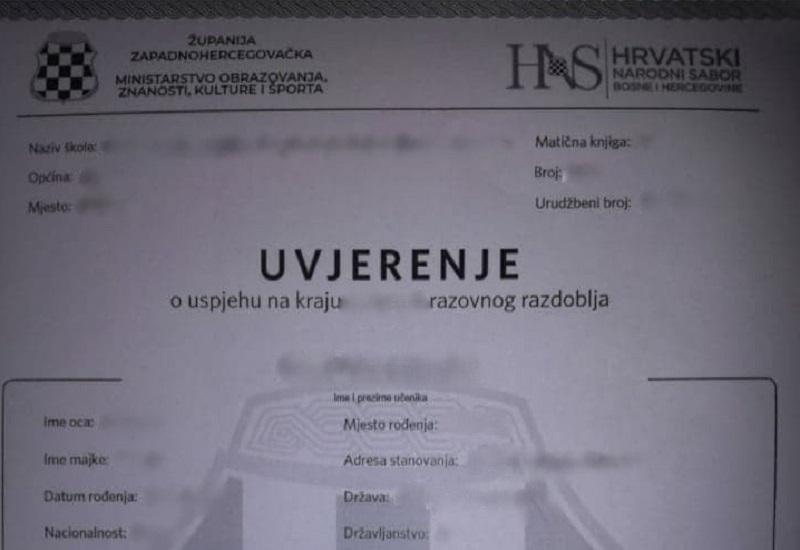 ŽUPANIJA
ZAPADNOHERCEGOVAČKA
MINISTARSTVO OBRAZOVANJA,
ZNANOSTI, KULTURE I ŠPORTA
HNS HRVATSKI
NARODNI SABOR
BOSNE I HERCEGOVINE
Naziv škole:
Općina:
Mjesto:
Matična knjiga:
Broj:
Urudžbeni broj:
UVJERENJE
o uspjehu na kraju razovnog razdoblja
Ime i prezime učenika
Ime oca:
Mjesto rođenja:
Ime majke:
Adresa stanovanja:
Datum rođenja:
Država:
Nacionalnost:
Državljanstvo: